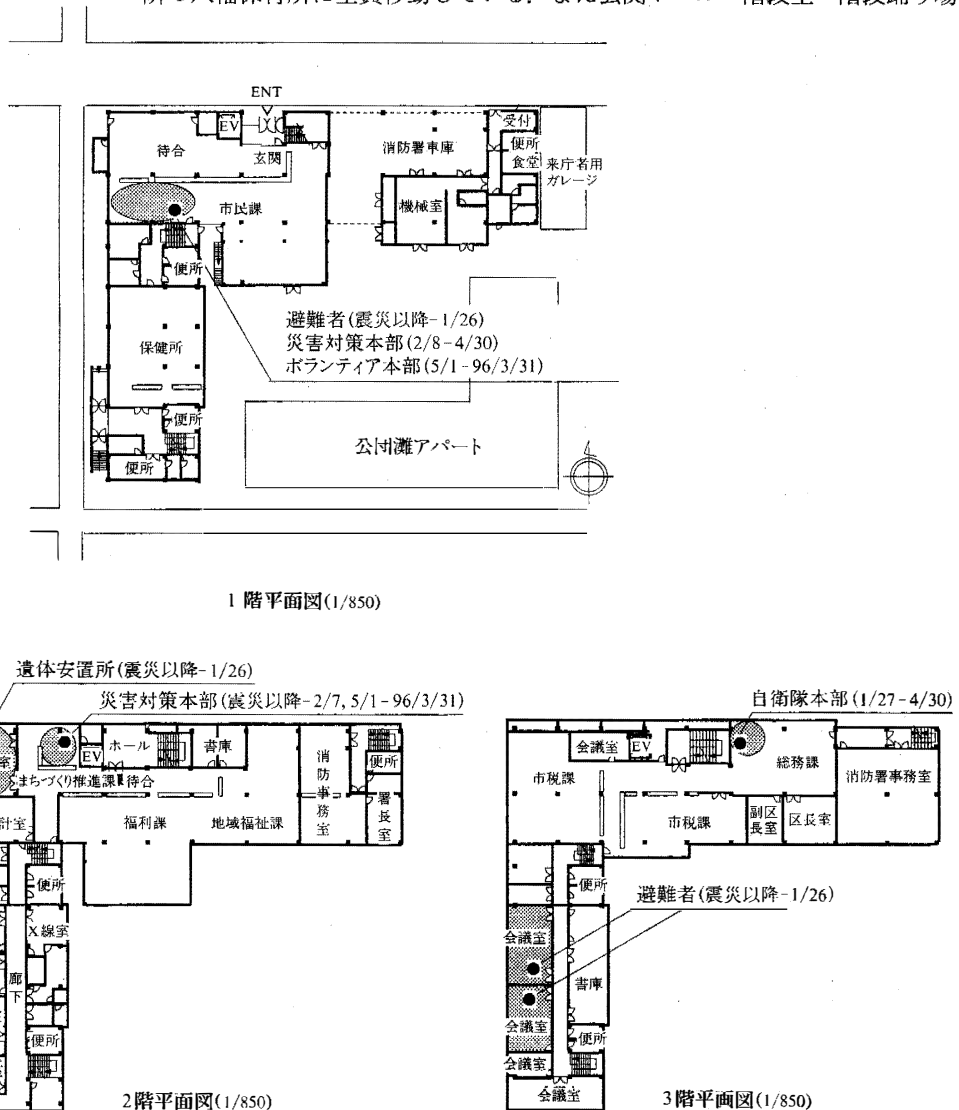 ENT
EV
受付
待合
玄関
消防署車庫
便所
食堂
来庁者用
ガレージ
市民課
機械室
便所
避難者(震災以降-1/26)
災害対策本部(2/8-4/30)
ボランティア本部(5/1-96/3/31)
保健所
便所
便所
公団灘アパート
1階平面図(1/850)
遺体安置所(震災以降-1/26)
災害対策本部(震災以降-2/7, 5/1-96/3/31)
室
EV
ホール
書庫
消防事務室
便所
まちづくり推進課
待合
計室
福利課
地域福祉課
署長室
便所
X線室
廊下
便所
2階平面図(1/850)
自衛隊本部(1/27-4/30)
会議室
EV
総務課
市税課
消防署事務室
市税課
副区長室
区長室
便所
避難者(震災以降-1/26)
会議室
書庫
会議室
便所
会議室
会議室
3階平画図(1/850)